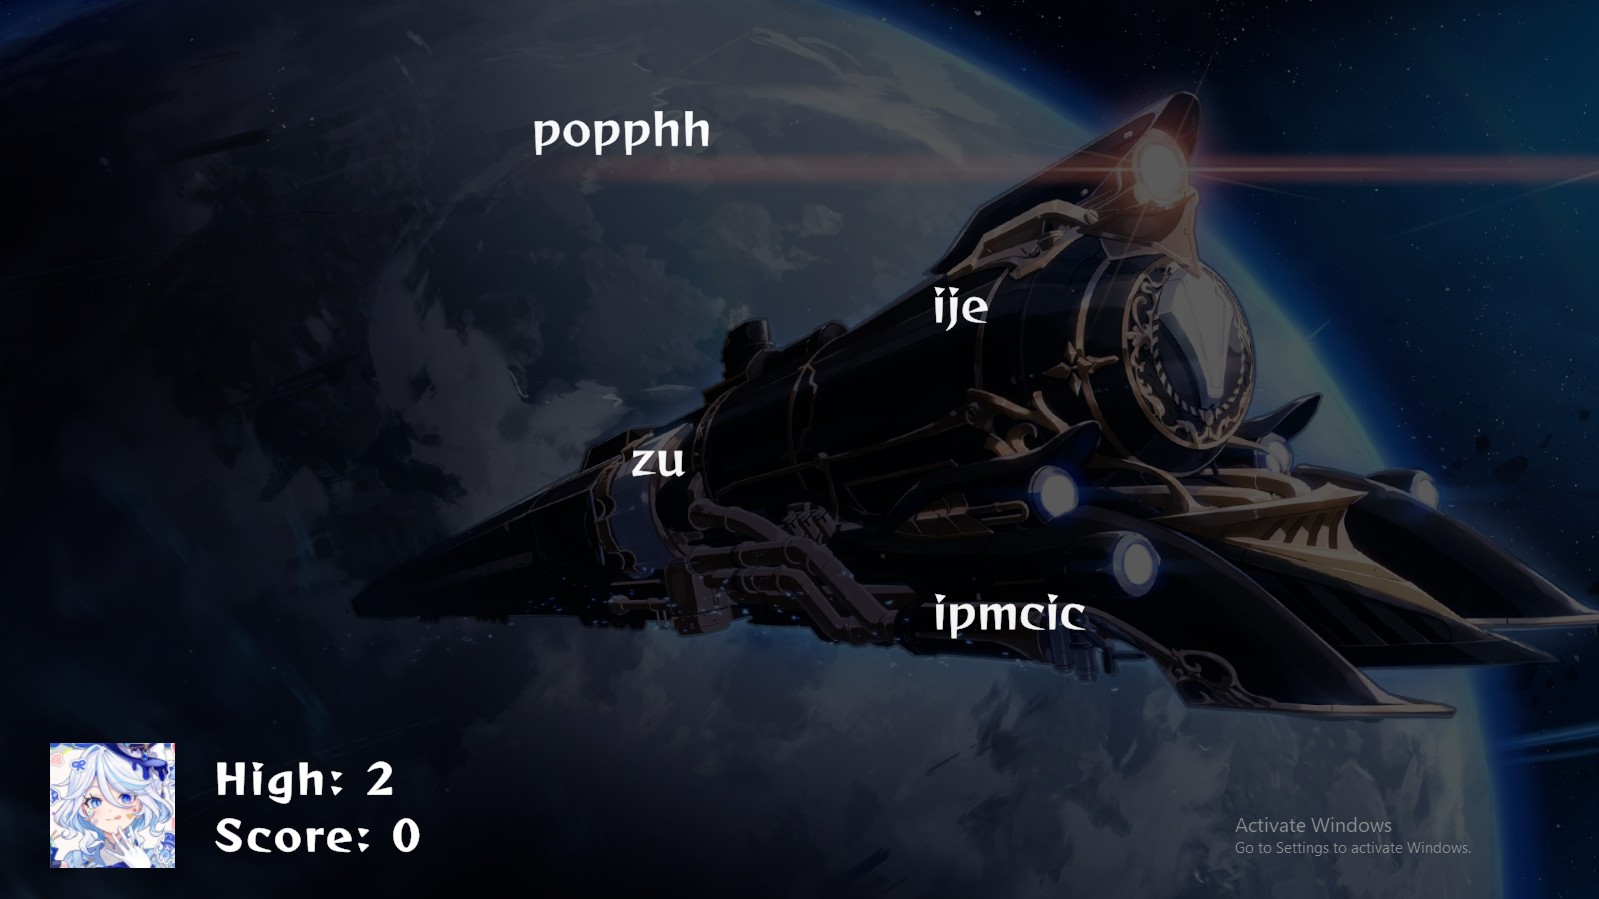 popphh
ije
zu
ipmcic
High: 2
Score: 0
Activate Windows
Go to Settings to activate Windows.